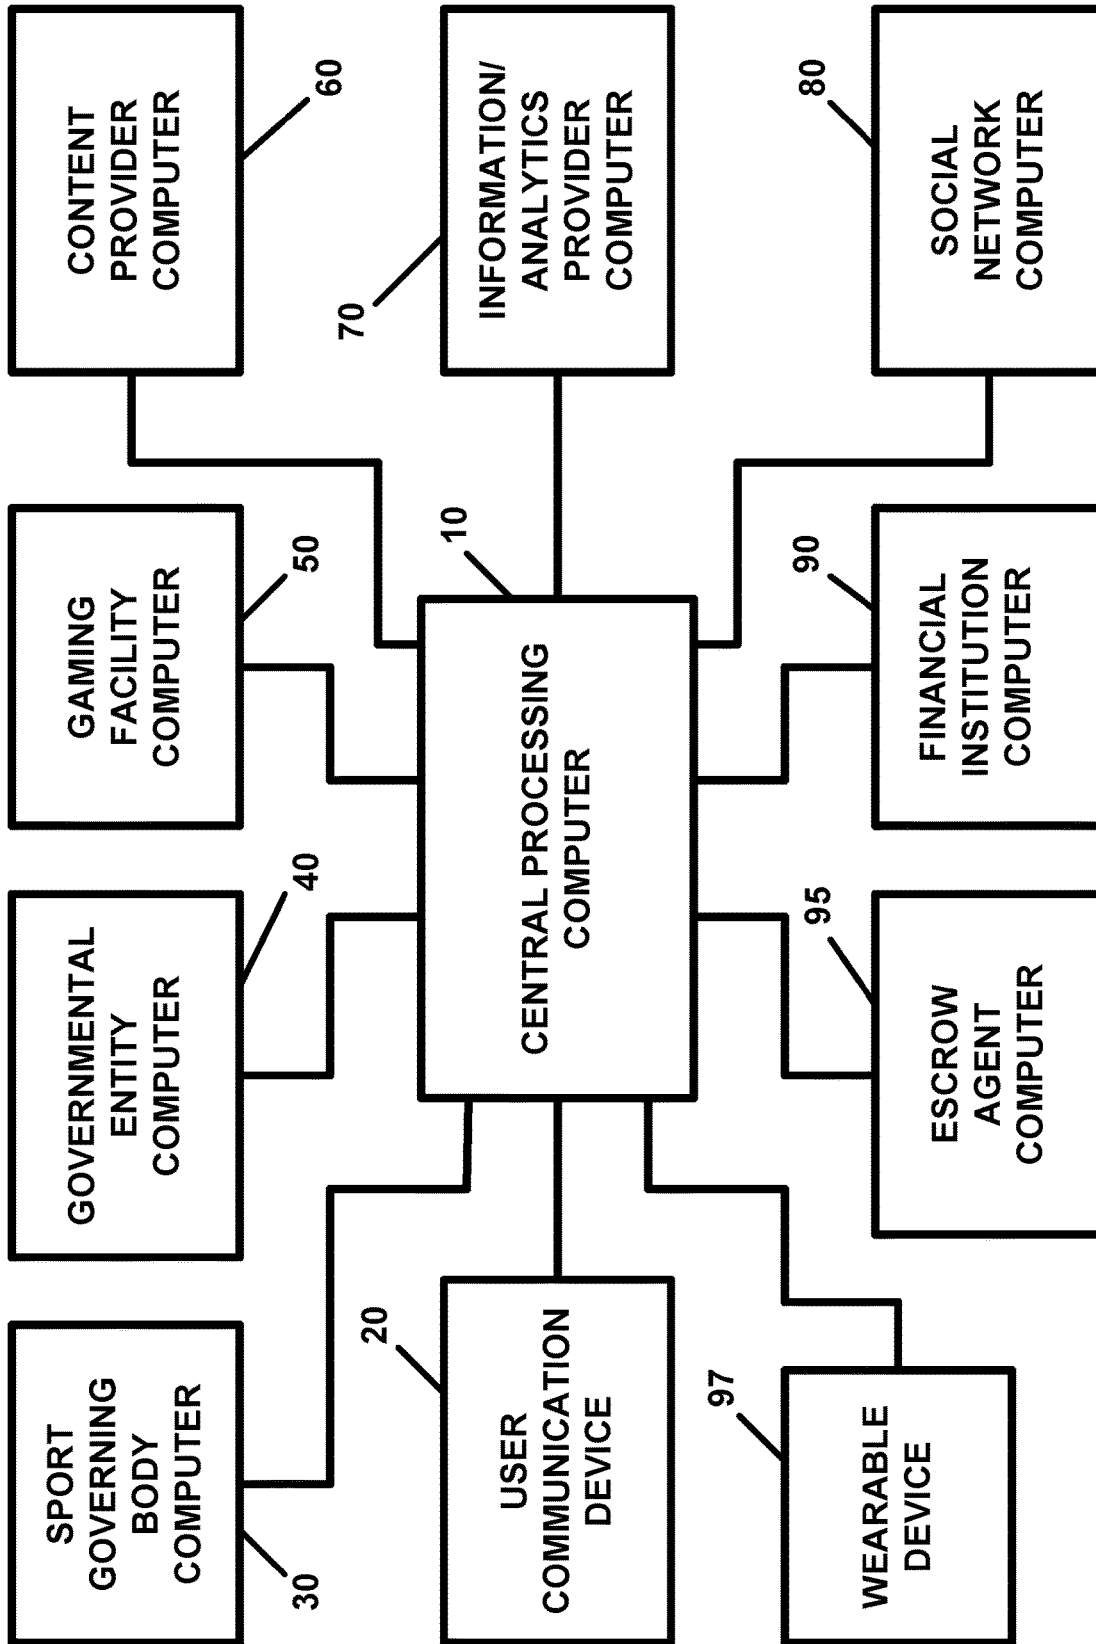 SPORT
GOVERNING
BODY
COMPUTER
30
GOVERNMENTAL
ENTITY
COMPUTER
40
GAMING
FACILITY
COMPUTER
50
CONTENT
PROVIDER
COMPUTER
60
USER
COMMUNICATION
DEVICE
20
CENTRAL PROCESSING
COMPUTER
10
INFORMATION/
ANALYTICS
PROVIDER
COMPUTER
70
WEARABLE
DEVICE
97
ESCROW
AGENT
COMPUTER
95
FINANCIAL
INSTITUTION
COMPUTER
90
SOCIAL
NETWORK
COMPUTER
80